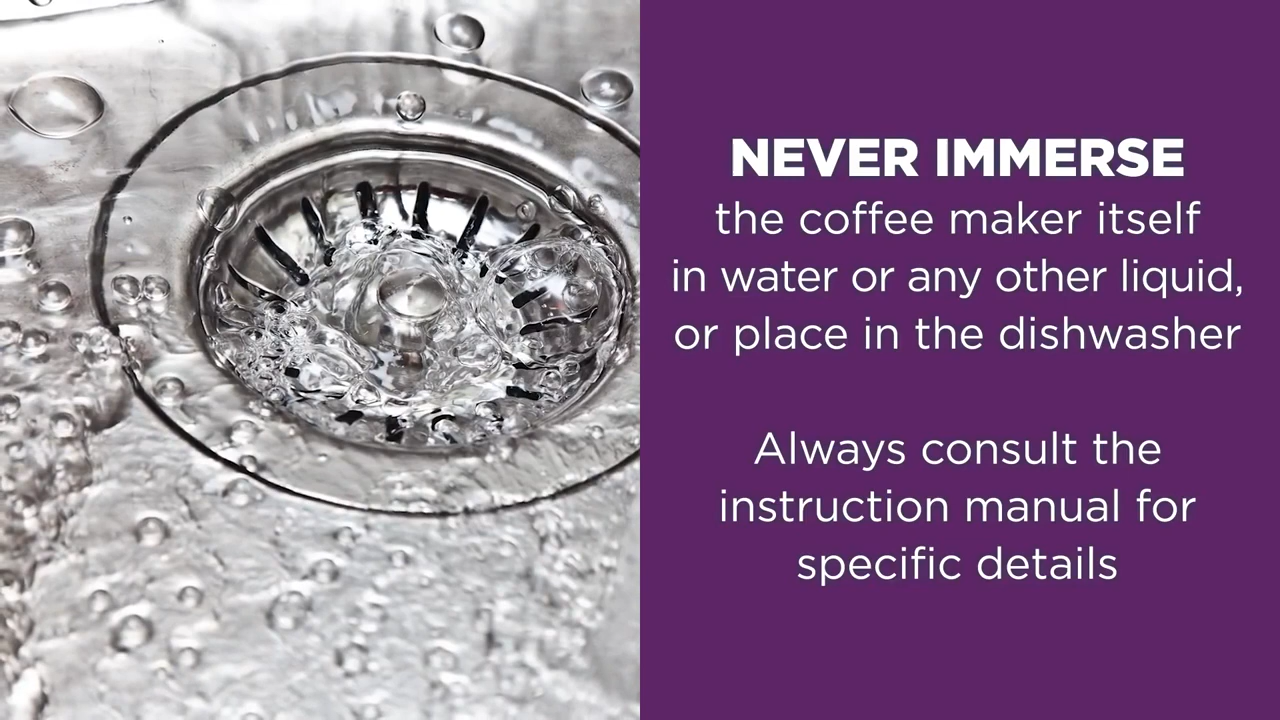 NEVER IMMERSE
the coffee maker itself
in water or any other liquid,
or place in the dishwasher
Always consult the
instruction manual for
specific details